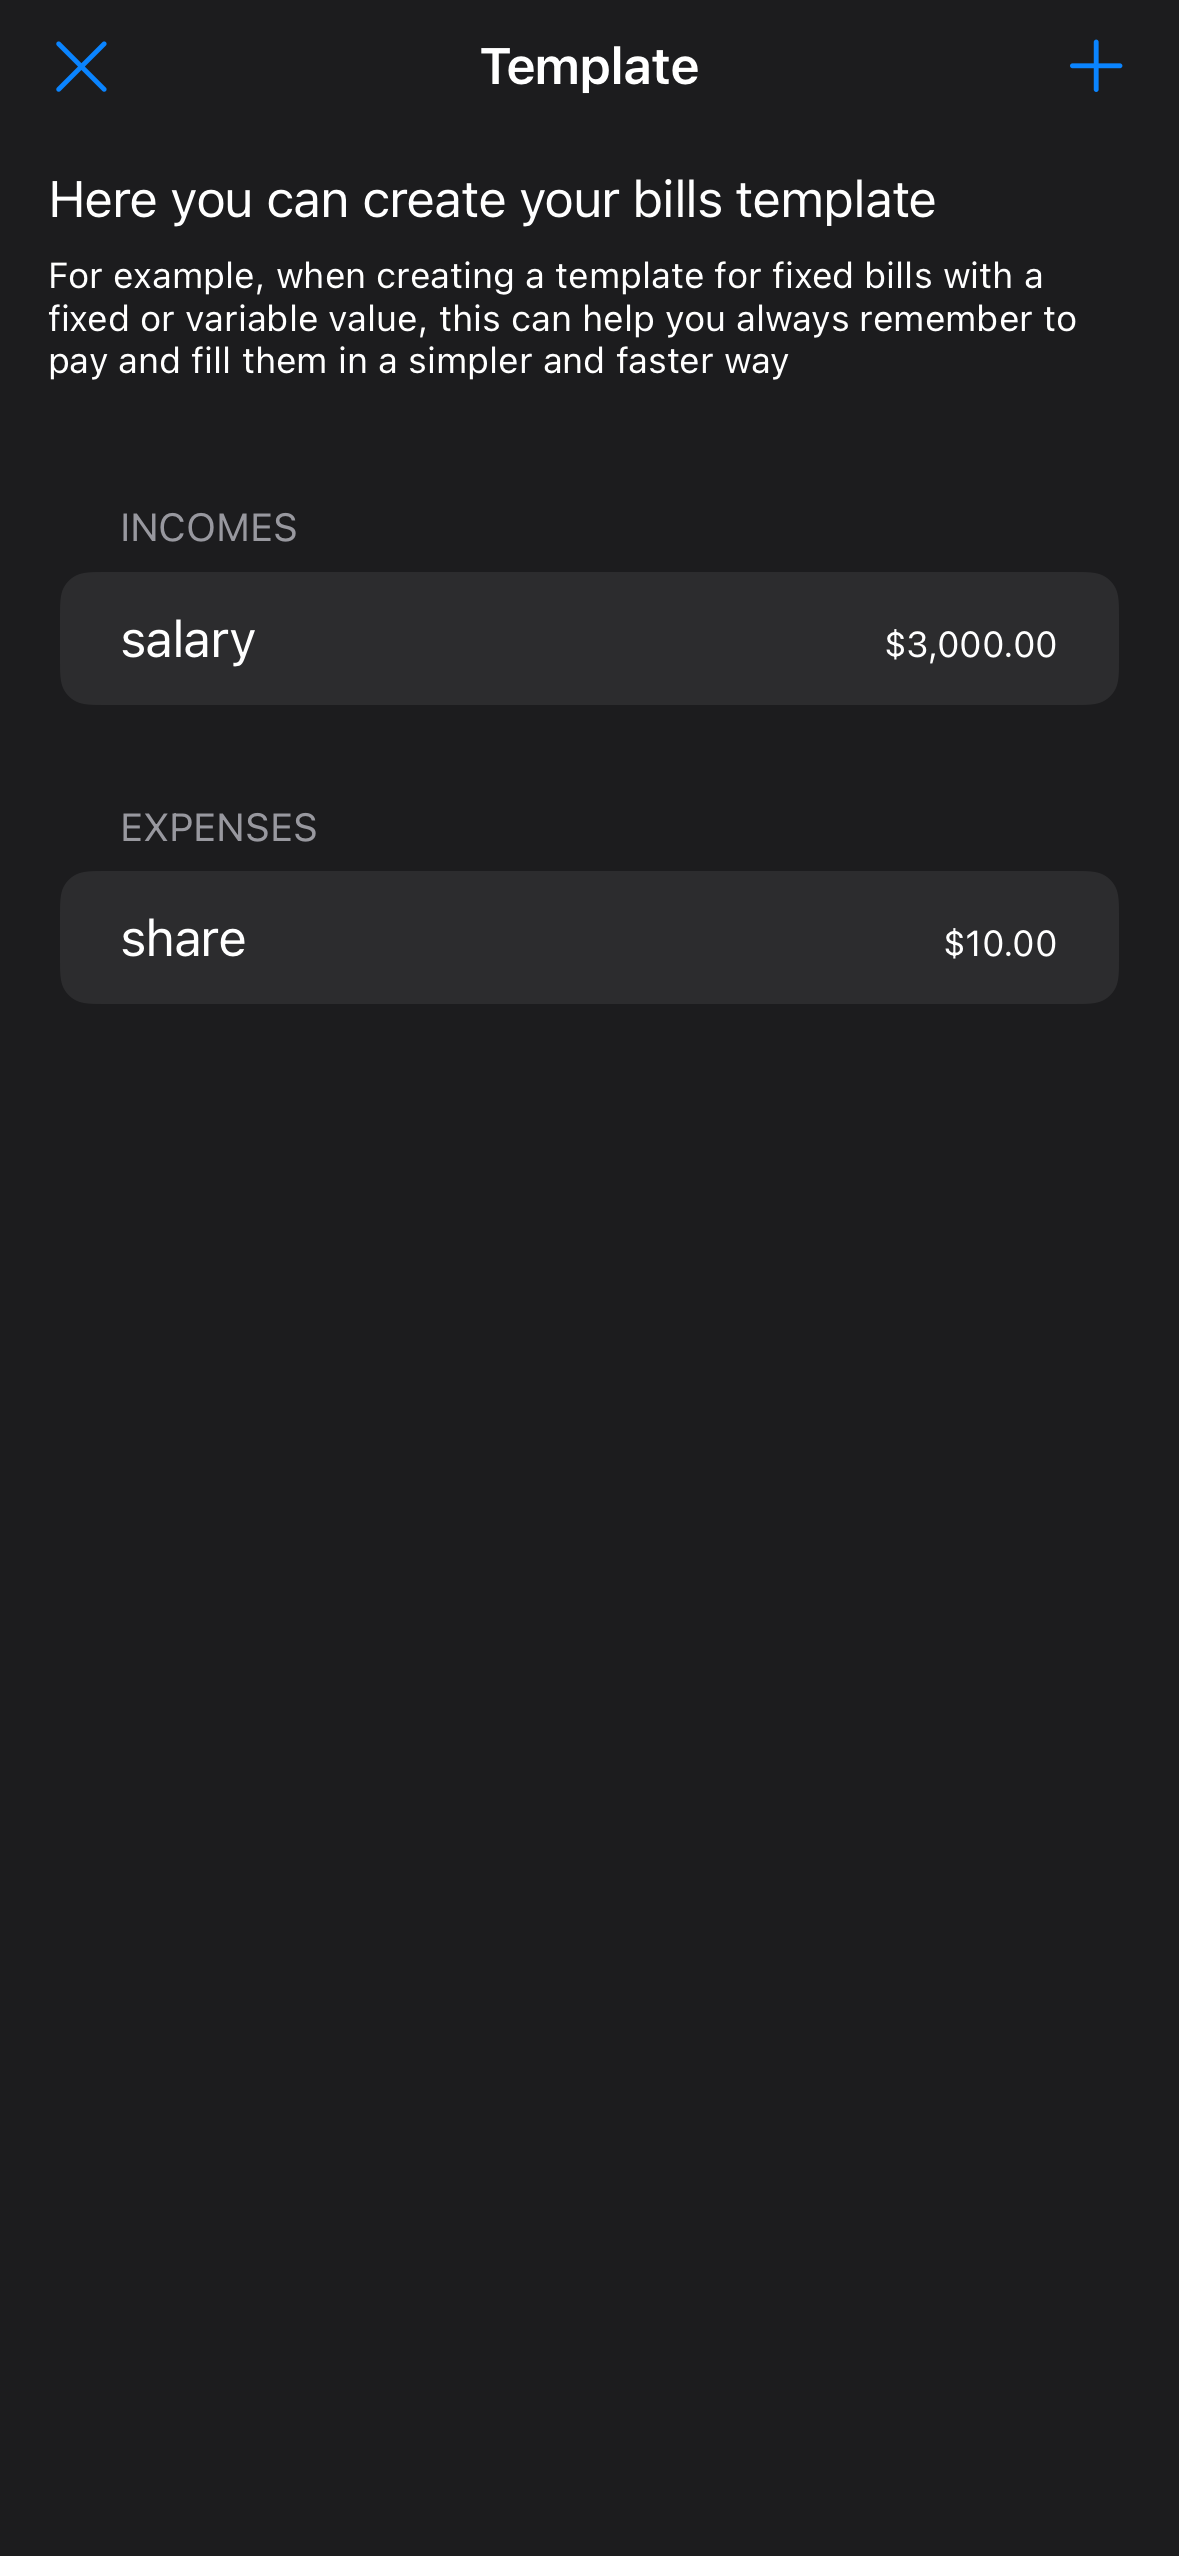 Template
Here you can create your bills template
For example, when creating a template for fixed bills with a
fixed or variable value, this can help you always remember to
pay and fill them in a simpler and faster way
INCOMES
salary $3,000.00
EXPENSES
share $10.00